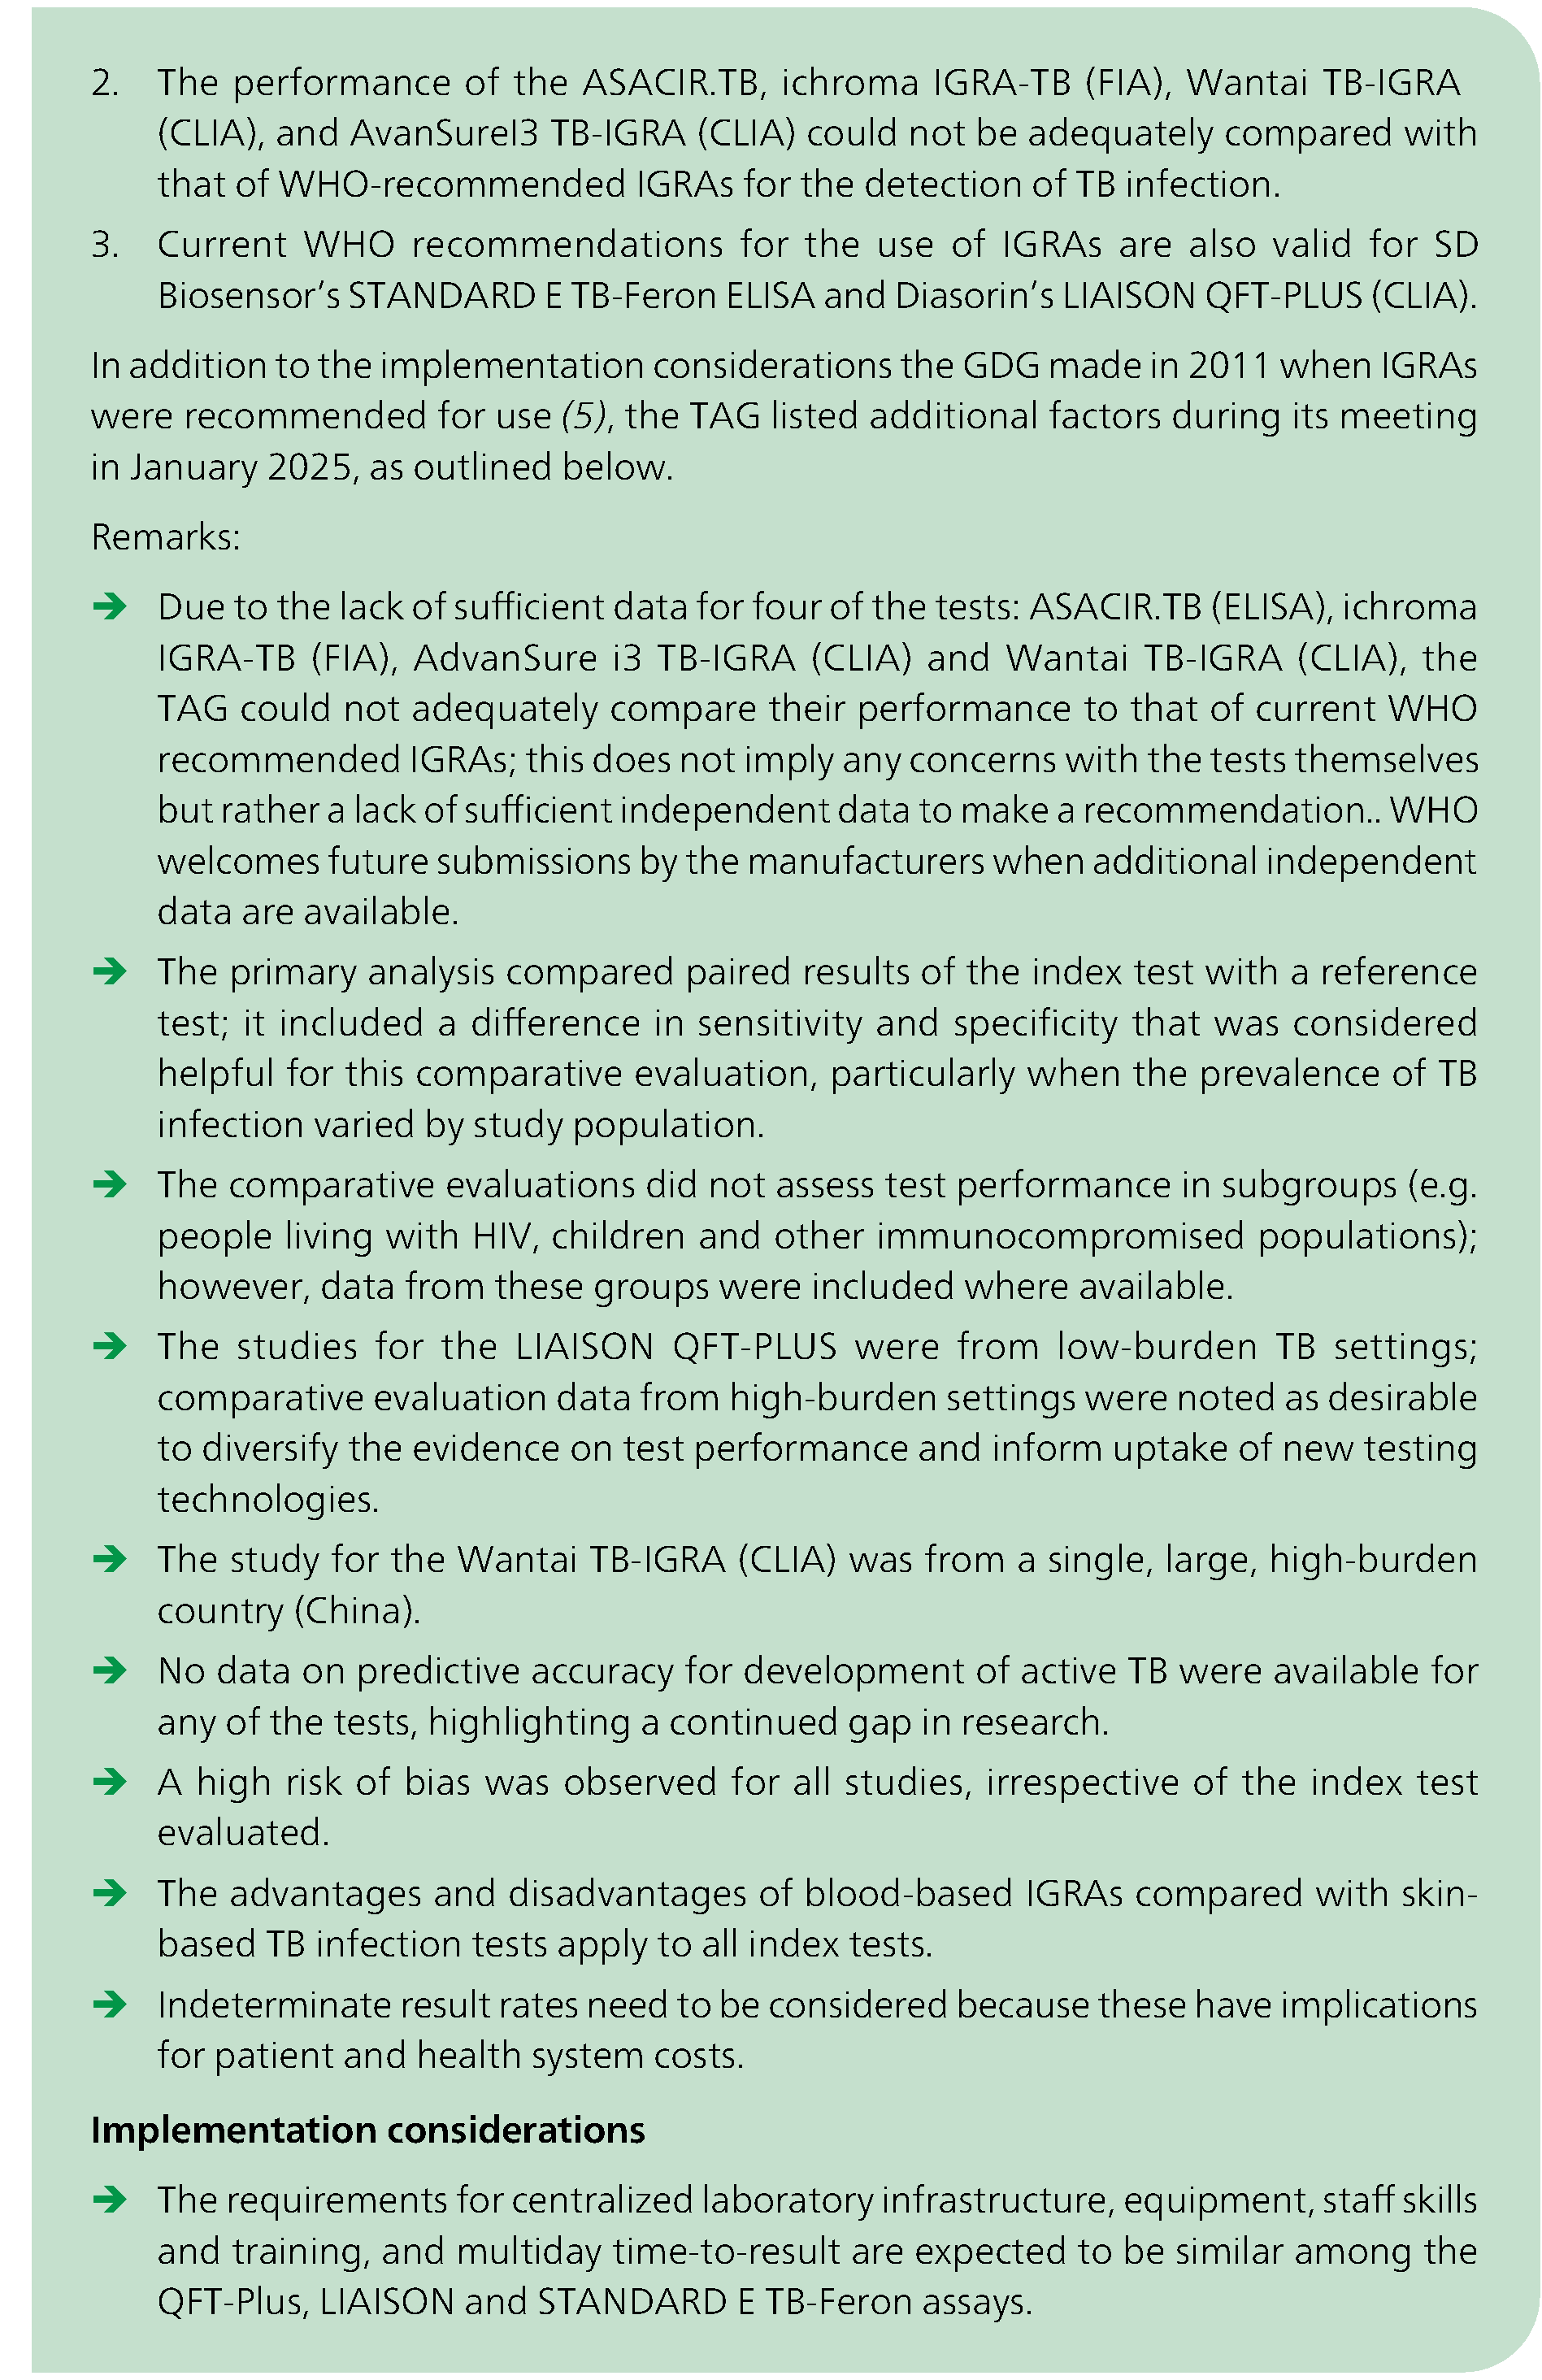 2. The performance of the ASACIR.TB, ichroma IGRA-TB (FIA), Wantai TB-IGRA
(CLIA), and AvanSureI3 TB-IGRA (CLIA) could not be adequately compared with
that of WHO-recommended IGRAs for the detection of TB infection.
3. Current WHO recommendations for the use of IGRAs are also valid for SD
Biosensor’s STANDARD E TB-Feron ELISA and Diasorin’s LIAISON QFT-PLUS (CLIA).
In addition to the implementation considerations the GDG made in 2011 when IGRAs
were recommended for use (5), the TAG listed additional factors during its meeting
in January 2025, as outlined below.
Remarks:
➔ Due to the lack of sufficient data for four of the tests: ASACIR.TB (ELISA), ichroma
IGRA-TB (FIA), AdvanSure i3 TB-IGRA (CLIA) and Wantai TB-IGRA (CLIA), the
TAG could not adequately compare their performance to that of current WHO
recommended IGRAs; this does not imply any concerns with the tests themselves
but rather a lack of sufficient independent data to make a recommendation.. WHO
welcomes future submissions by the manufacturers when additional independent
data are available.
➔ The primary analysis compared paired results of the index test with a reference
test; it included a difference in sensitivity and specificity that was considered
helpful for this comparative evaluation, particularly when the prevalence of TB
infection varied by study population.
➔ The comparative evaluations did not assess test performance in subgroups (e.g.
people living with HIV, children and other immunocompromised populations);
however, data from these groups were included where available.
➔ The studies for the LIAISON QFT-PLUS were from low-burden TB settings;
comparative evaluation data from high-burden settings were noted as desirable
to diversify the evidence on test performance and inform uptake of new testing
technologies.
➔ The study for the Wantai TB-IGRA (CLIA) was from a single, large, high-burden
country (China).
➔ No data on predictive accuracy for development of active TB were available for
any of the tests, highlighting a continued gap in research.
➔ A high risk of bias was observed for all studies, irrespective of the index test
evaluated.
➔ The advantages and disadvantages of blood-based IGRAs compared with skin-
based TB infection tests apply to all index tests.
➔ Indeterminate result rates need to be considered because these have implications
for patient and health system costs.
Implementation considerations
➔ The requirements for centralized laboratory infrastructure, equipment, staff skills
and training, and multiday time-to-result are expected to be similar among the
QFT-Plus, LIAISON and STANDARD E TB-Feron assays.